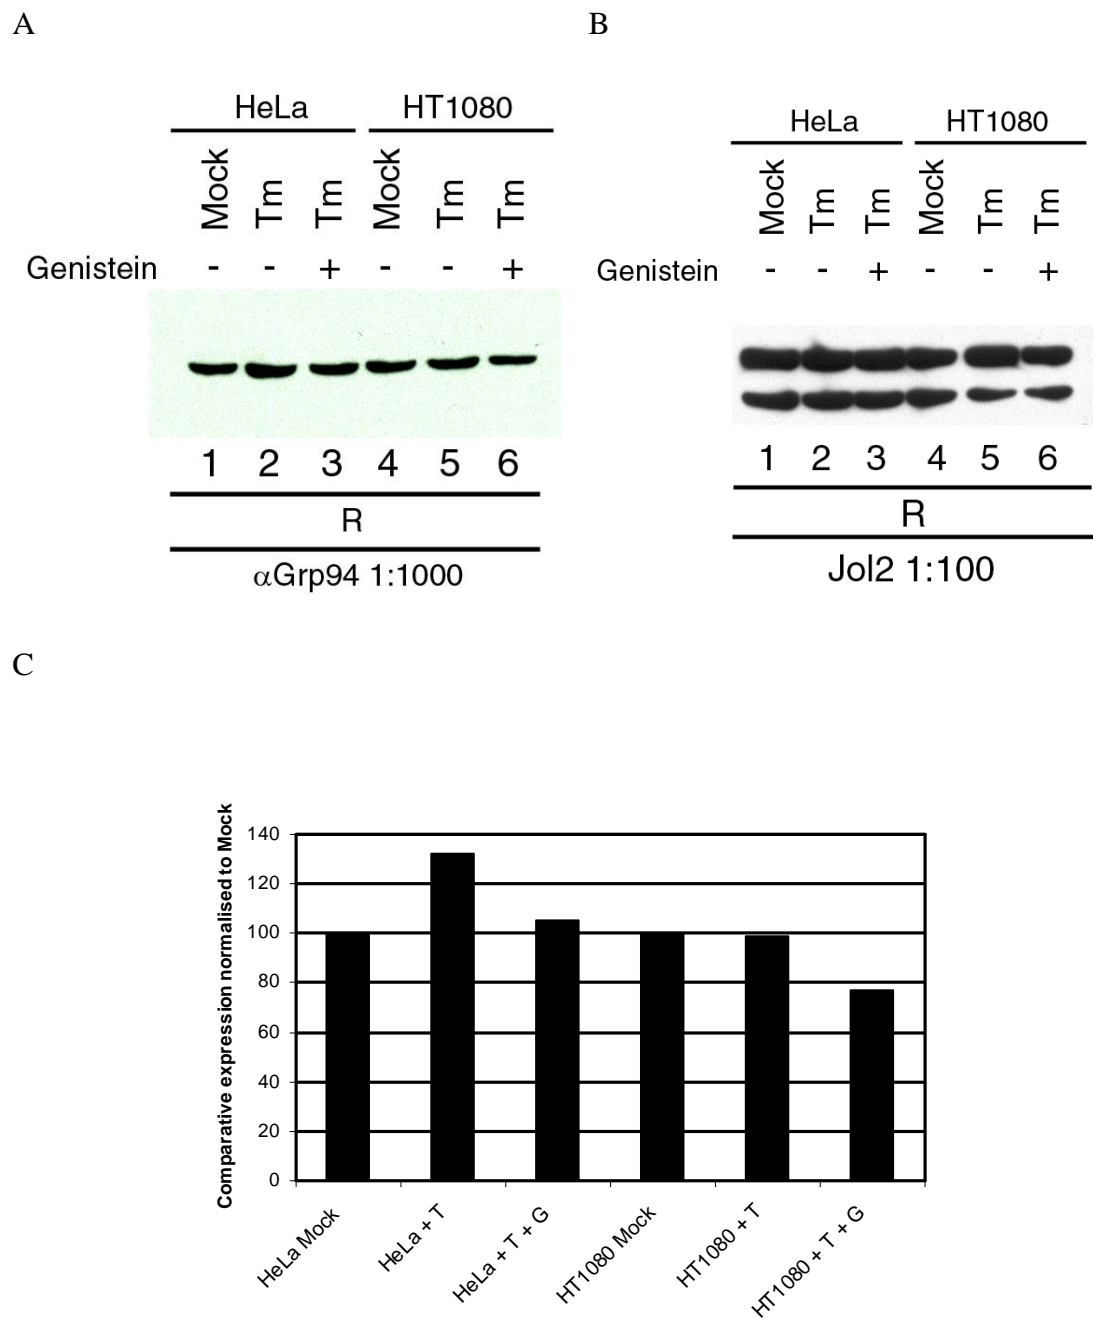 A
HeLa HT1080
Mock Tm Tm Mock Tm Tm
Genistein - - + - - +
1 2 3 4 5 6
R
αGrp94 1:1000
B
HeLa HT1080
Mock Tm Tm Mock Tm Tm
Genistein - - + - - +
1 2 3 4 5 6
R
Jol2 1:100
C
Comparative expression normalised to Mock
140
120
100
80
60
40
20
0
HeLa Mock
HeLa + T
HeLa + T + G
HT1080 Mock
HT1080 + T
HT1080 + T + G